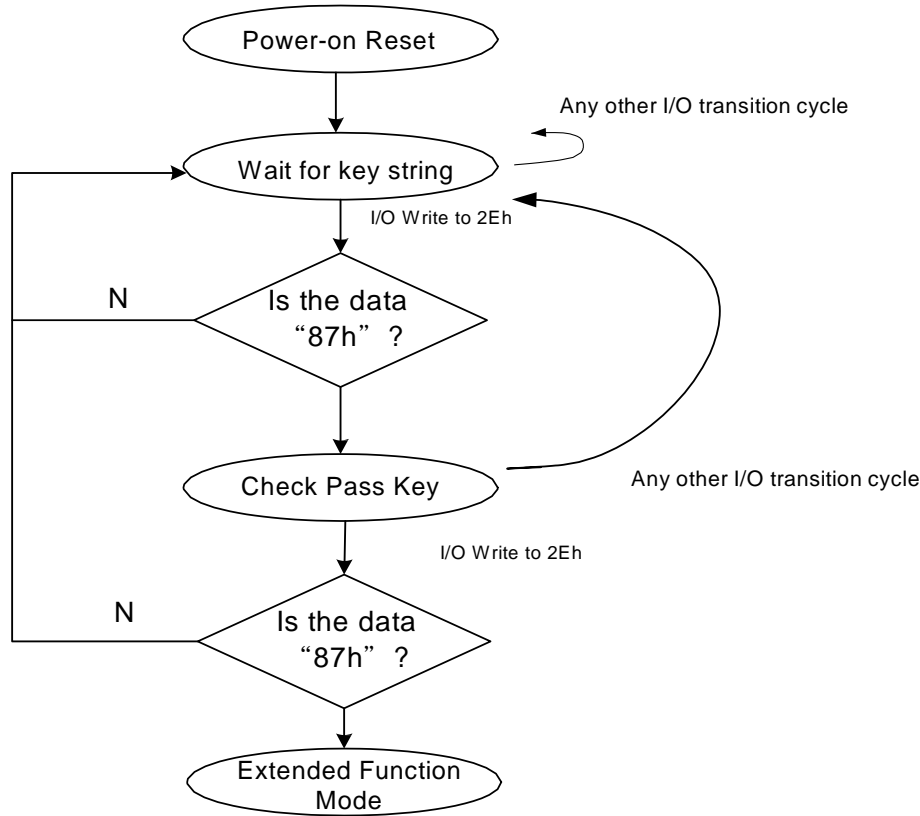 Power-on Reset
Any other I/O transition cycle
Wait for key string
I/O Write to 2Eh
N
Is the data
“87h” ?
Check Pass Key
Any other I/O transition cycle
I/O Write to 2Eh
N
Is the data
“87h” ?
Extended Function
Mode